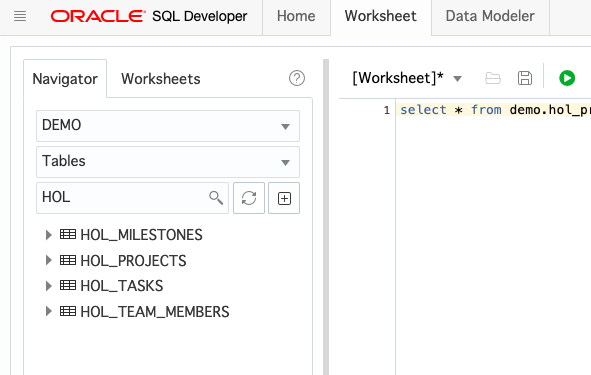 ORACLE SQL Developer Home Worksheet Data Modeler
Navigator Worksheets ?
[Worksheet]*
DEMO
1 select * from demo.hol_pr
Tables
HOL
HOL_MILESTONES
HOL_PROJECTS
HOL_TASKS
HOL_TEAM_MEMBERS